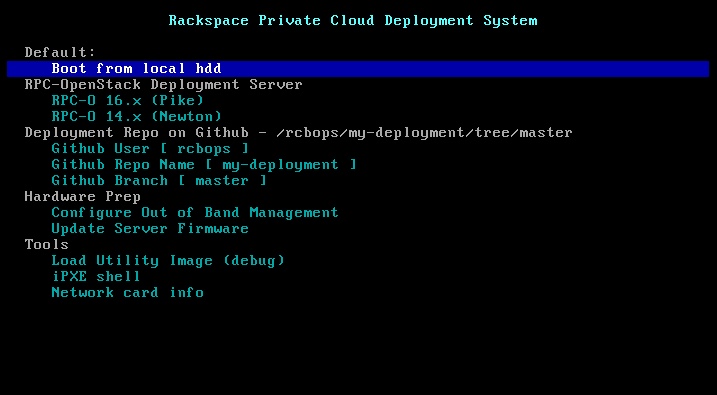 Rackspace Private Cloud Deployment System
Default:
Boot from local hdd
RPC-OpenStack Deployment Server
RPC-O 16.x (Pike)
RPC-O 14.x (Newton)
Deployment Repo on Github - /rcbops/my-deployment/tree/master
Github User [ rcbops ]
Github Repo Name [ my-deployment ]
Github Branch [ master ]
Hardware Prep
Configure Out of Band Management
Update Server Firmware
Tools
Load Utility Image (debug)
iPXE shell
Network card info